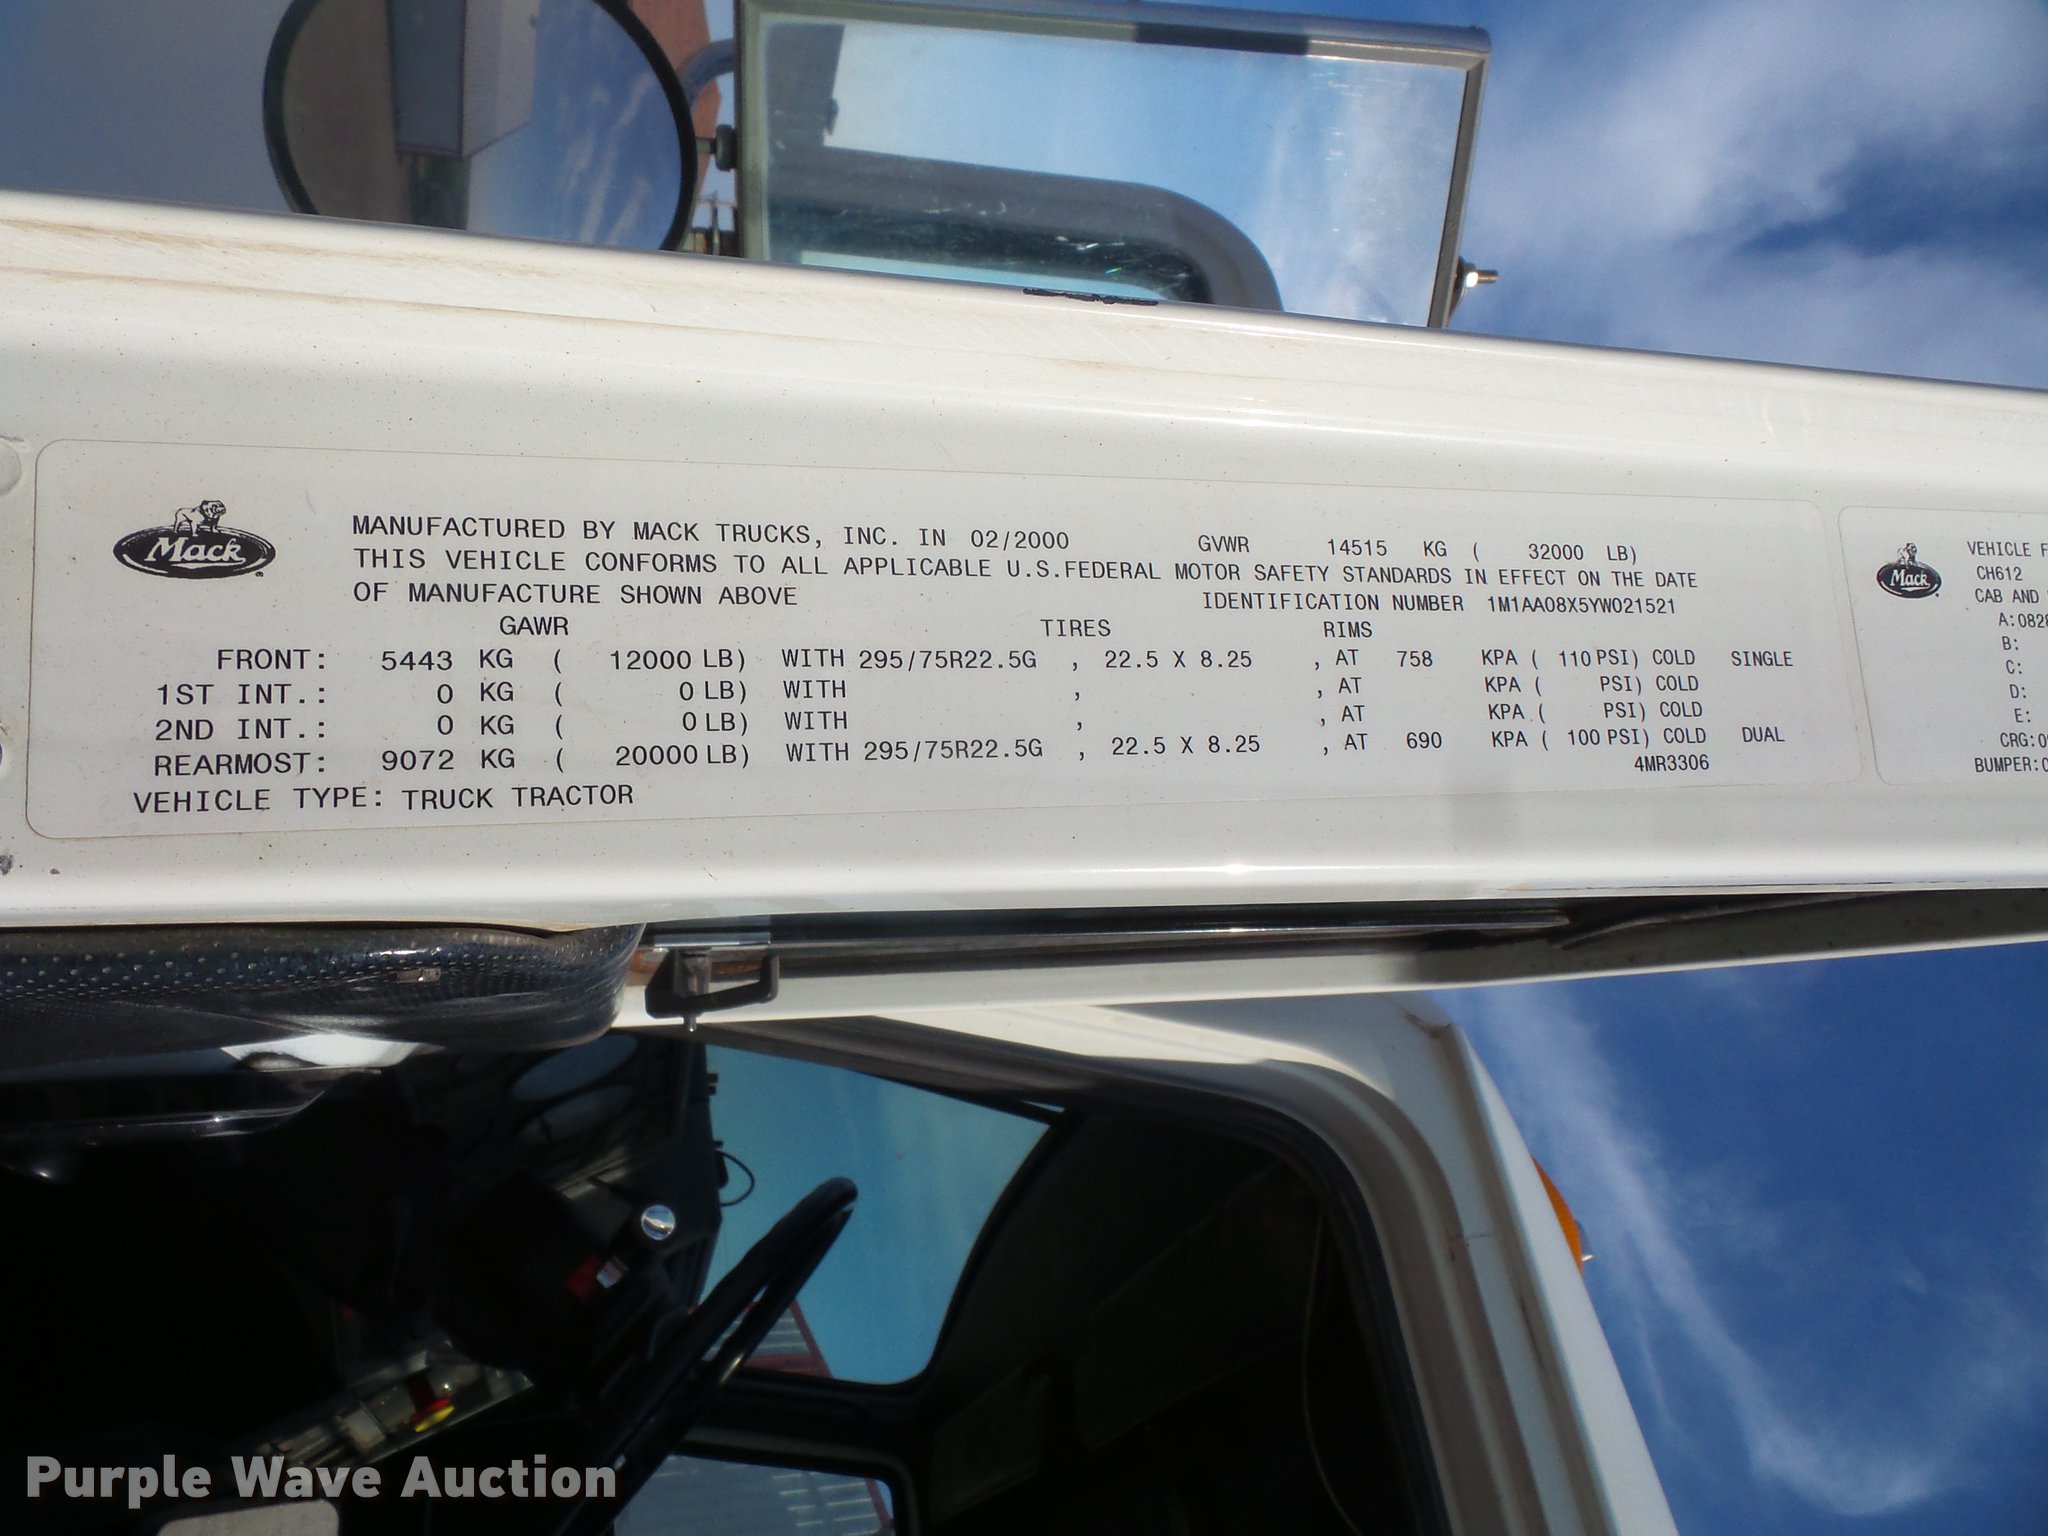 Mack
MANUFACTURED BY MACK TRUCKS, INC. IN 02/2000 GVWR 14515 KG ( 32000 LB)
THIS VEHICLE CONFORMS TO ALL APPLICABLE U.S.FEDERAL MOTOR SAFETY STANDARDS IN EFFECT ON THE DATE
OF MANUFACTURE SHOWN ABOVE IDENTIFICATION NUMBER 1M1AA08X5YW021521
GAWR TIRES RIMS
FRONT: 5443 KG ( 12000 LB) WITH 295/75R22.5G , 22.5 X 8.25 , AT 758 KPA ( 110 PSI) COLD SINGLE
1ST INT.: 0 KG ( 0 LB) WITH , , AT KPA ( PSI) COLD
2ND INT.: 0 KG ( 0 LB) WITH , , AT KPA ( PSI) COLD
REARMOST: 9072 KG ( 20000 LB) WITH 295/75R22.5G , 22.5 X 8.25 , AT 690 KPA ( 100 PSI) COLD DUAL
4MR3306
VEHICLE TYPE: TRUCK TRACTOR
Mack
VEHICLE
CH612
CAB AND
A:082
B:
C:
D:
E:
CRG:
BUMPER:
Purple Wave Auction